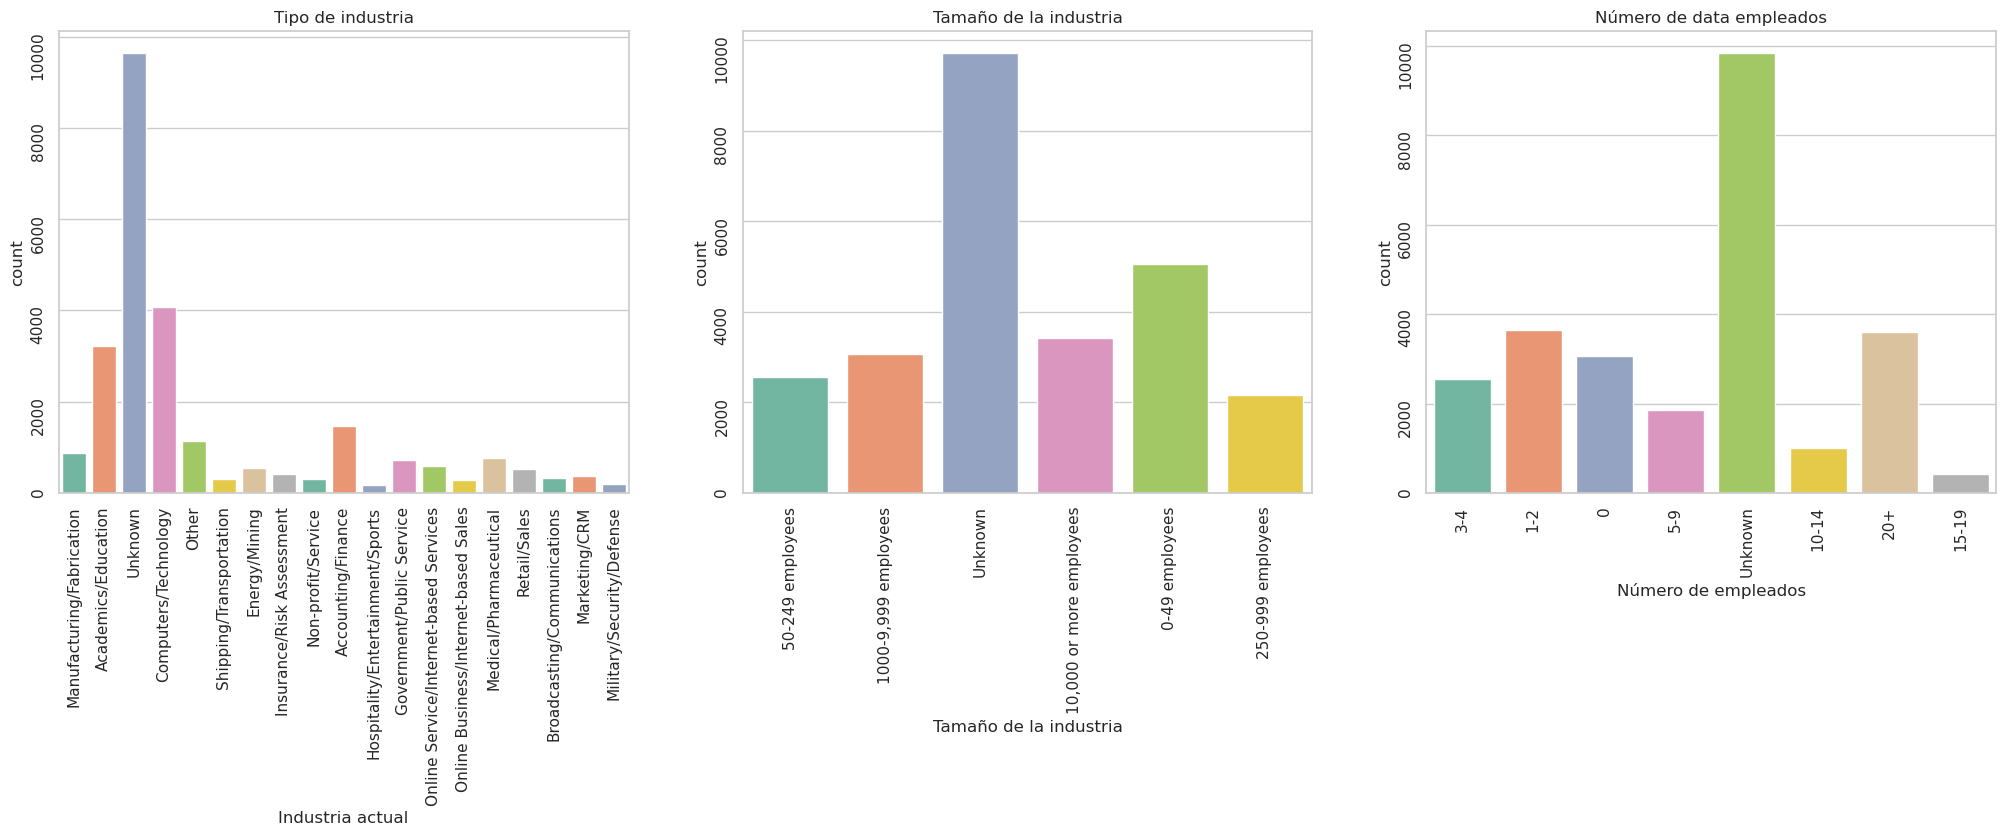 Tipo de industria
count
10000
8000
6000
4000
2000
0
Manufacturing/Fabrication
Academics/Education
Unknown
Computers/Technology
Other
Shipping/Transportation
Energy/Mining
Insurance/Risk Assessment
Non-profit/Service
Accounting/Finance
Hospitality/Entertainment/Sports
Government/Public Service
Online Service/Internet-based Services
Online Business/Internet-based Sales
Medical/Pharmaceutical
Retail/Sales
Broadcasting/Communications
Marketing/CRM
Military/Security/Defense
Industria actual
Tamaño de la industria
count
10000
8000
6000
4000
2000
0
50-249 employees
1000-9,999 employees
Unknown
10,000 or more employees
0-49 employees
250-999 employees
Tamaño de la industria
Número de data empleados
count
10000
8000
6000
4000
2000
0
3-4
1-2
0
5-9
Unknown
10-14
20+
15-19
Número de empleados